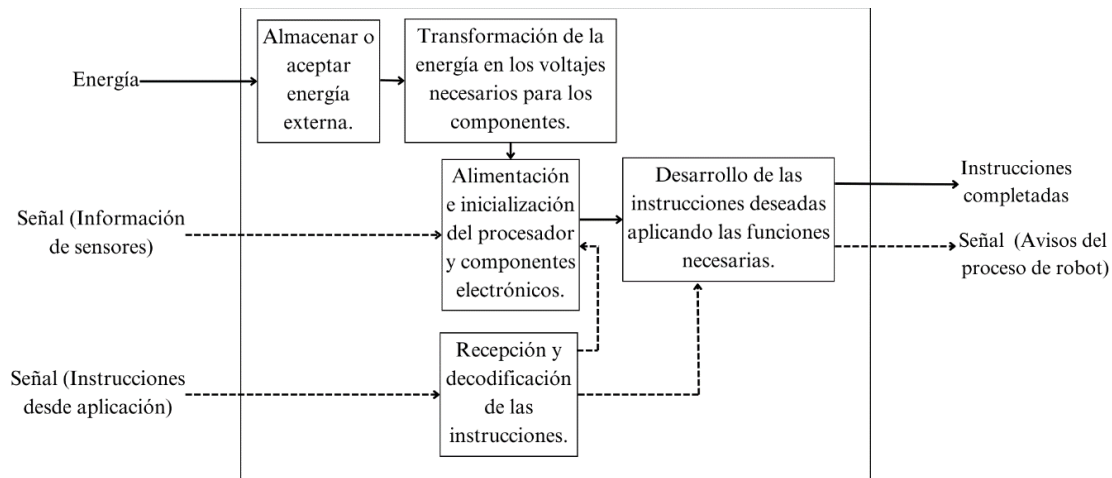 Energía
Almacenar o
aceptar
energía
externa.
Transformación de la
energía en los voltajes
necesarios para los
componentes.
Señal (Información
de sensores)
Alimentación
e inicialización
del procesador
y componentes
electrónicos.
Desarrollo de las
instrucciones deseadas
aplicando las funciones
necesarias.
Instrucciones
completadas
Señal (Avisos del
proceso de robot)
Señal (Instrucciones
desde aplicación)
Recepción y
decodificación
de las
instrucciones.